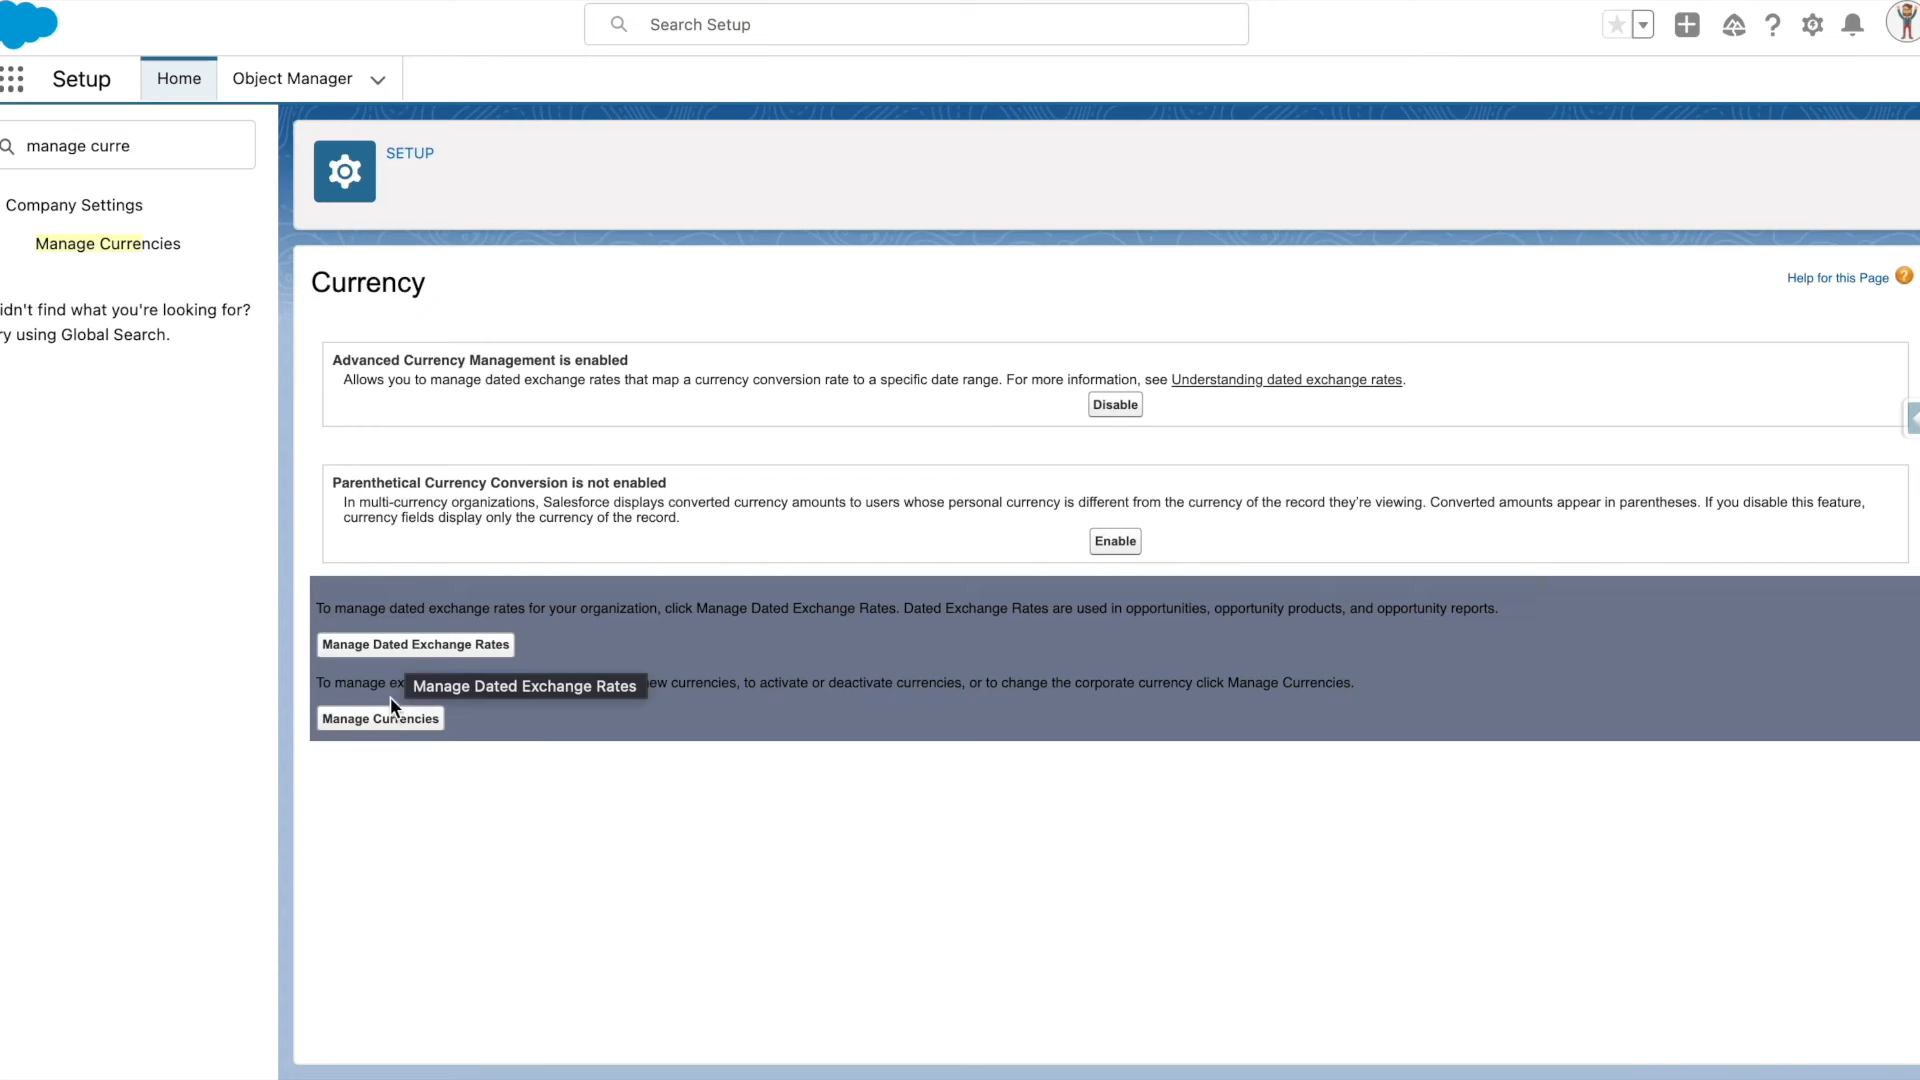 Search Setup
Setup
Home
Object Manager
manage curre
Company Settings
Manage Currencies
idn't find what you're looking for?
ry using Global Search.
SETUP
Currency
Help for this Page
Advanced Currency Management is enabled
Allows you to manage dated exchange rates that map a currency conversion rate to a specific date range. For more information, see Understanding dated exchange rates.
Disable
Parenthetical Currency Conversion is not enabled
In multi-currency organizations, Salesforce displays converted currency amounts to users whose personal currency is different from the currency of the record they're viewing. Converted amounts appear in parentheses. If you disable this feature,
currency fields display only the currency of the record.
Enable
To manage dated exchange rates for your organization, click Manage Dated Exchange Rates. Dated Exchange Rates are used in opportunities, opportunity products, and opportunity reports.
Manage Dated Exchange Rates
To manage ex
Manage Dated Exchange Rates
ew currencies, to activate or deactivate currencies, or to change the corporate currency click Manage Currencies.
Manage Currencies